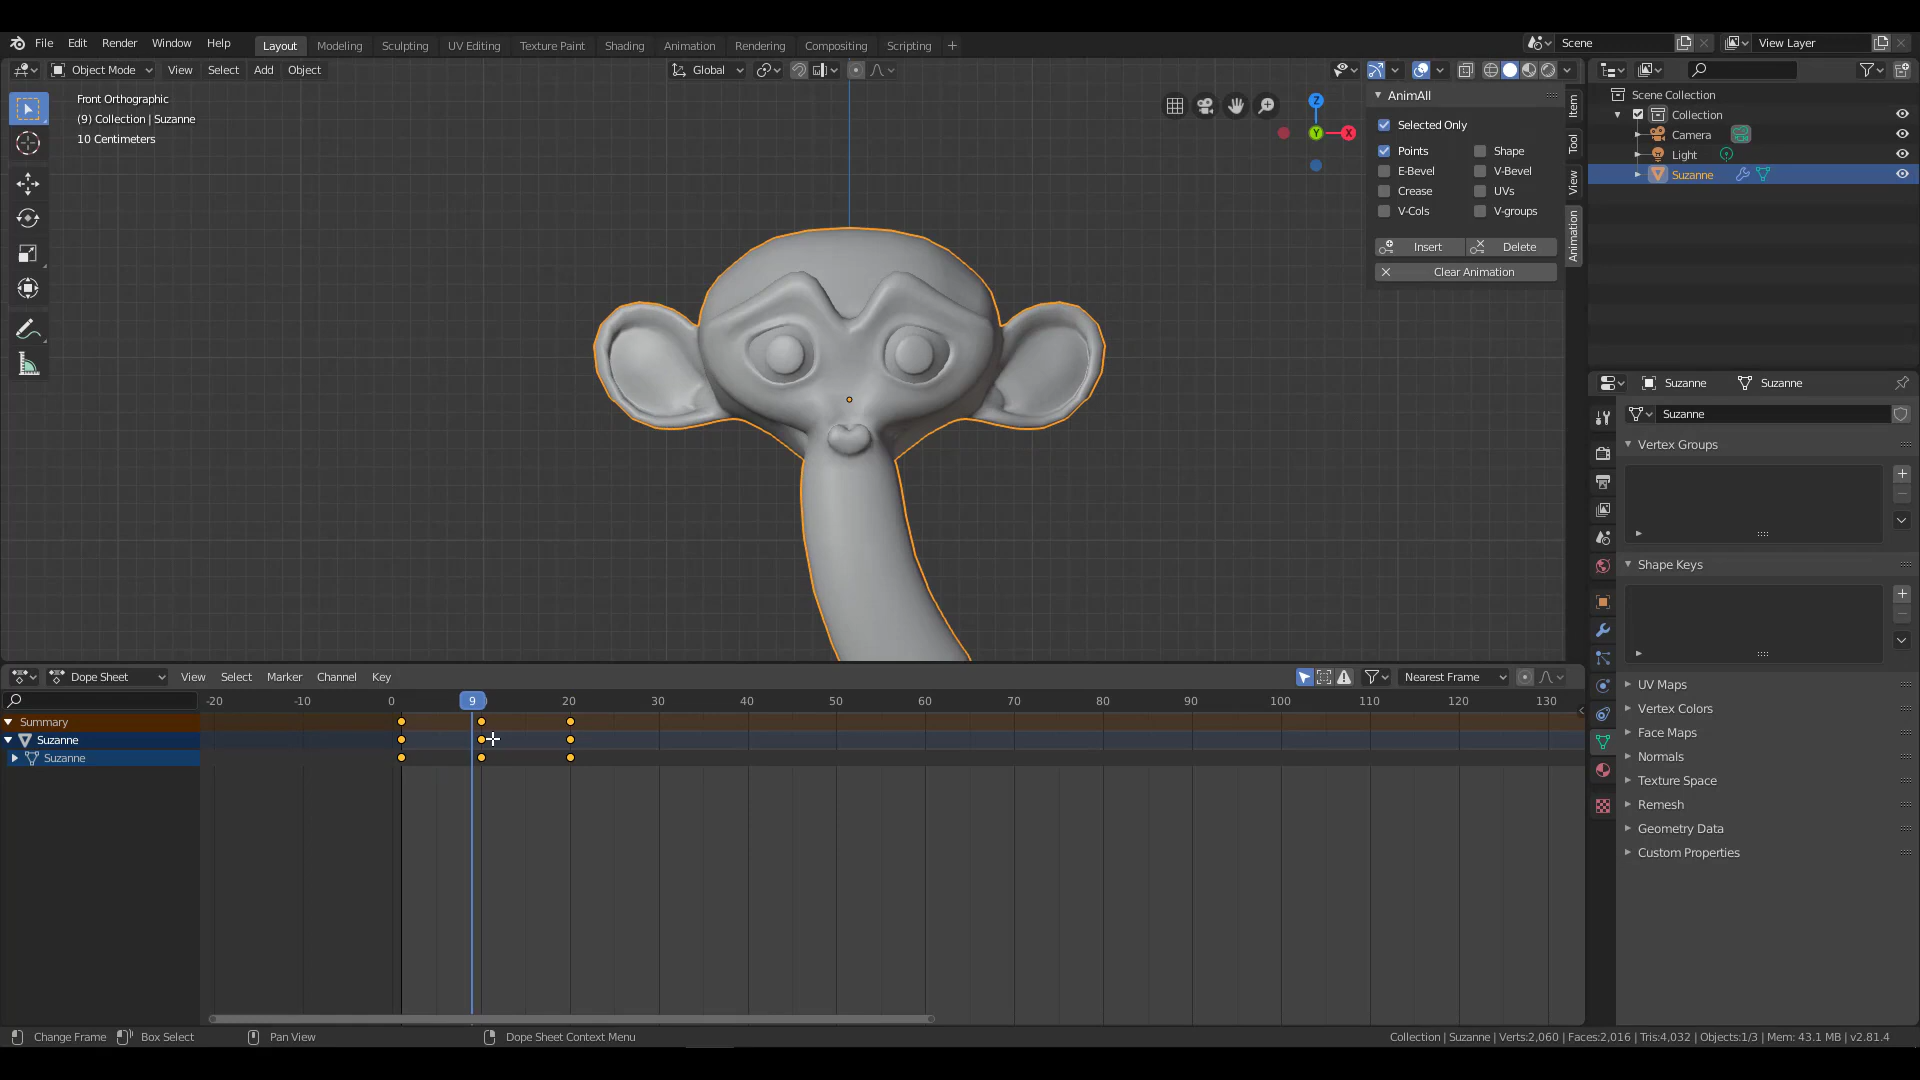 File Edit Render Window Help Layout Modeling Sculpting UV Editing Texture Paint Shading Animation Rendering Compositing Scripting Scene View Layer
Object Mode View Select Add Object Global
Front Orthographic
(9) Collection | Suzanne
10 Centimeters
Z
Y
X
AnimAll
Selected Only
Points Shape
E-Bevel V-Bevel
Crease UVs
V-Cols V-groups
Insert Delete
Clear Animation
Item
Tool
View
Animation
Scene Collection
Collection
Camera
Light
Suzanne
Suzanne Suzanne
Suzanne
Vertex Groups
Shape Keys
UV Maps
Vertex Colors
Face Maps
Normals
Texture Space
Remesh
Geometry Data
Custom Properties
Dope Sheet View Select Marker Channel Key Nearest Frame
-20 -10 0 9 20 30 40 50 60 70 80 90 100 110 120 130
Summary
Suzanne
Suzanne
Change Frame Box Select Pan View Dope Sheet Context Menu Collection | Suzanne | Verts:2,060 | Faces:2,016 | Tris:4,032 | Objects:1/3 | Mem: 43.1 MB | v2.81.4